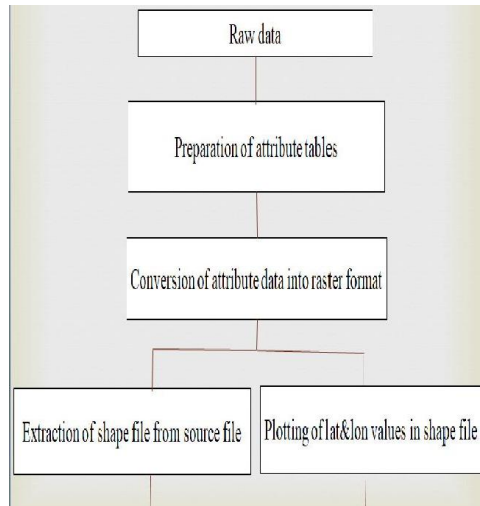 Raw data
Preparation of attribute tables
Conversion of attribute data into raster format
Extraction of shape file from source file
Plotting of lat&lon values in shape file